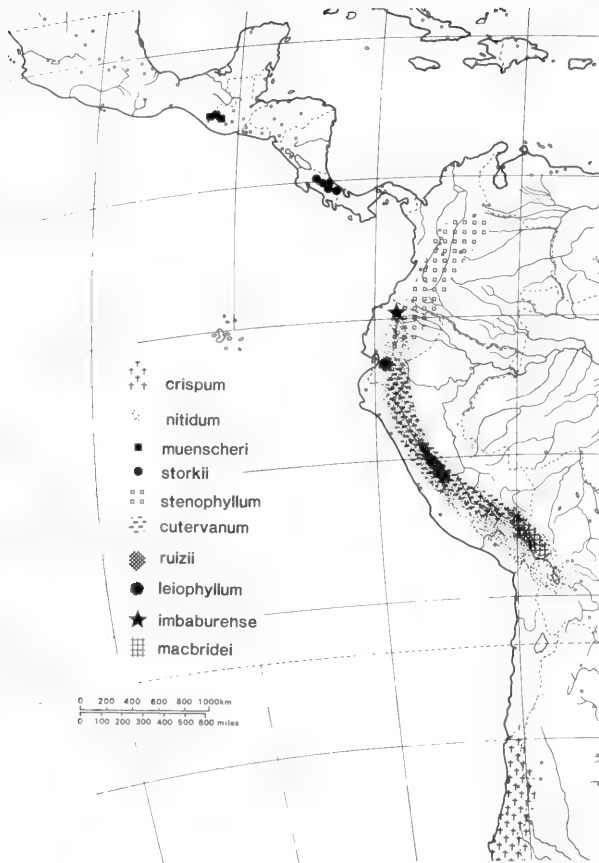 crispum
nitidum
muenscheri
storkii
stenophyllum
cutervanum
ruizii
leiophyllum
imbaburense
macbridei
0 200 400 600 800 1000km
0 100 200 300 400 500 600 miles